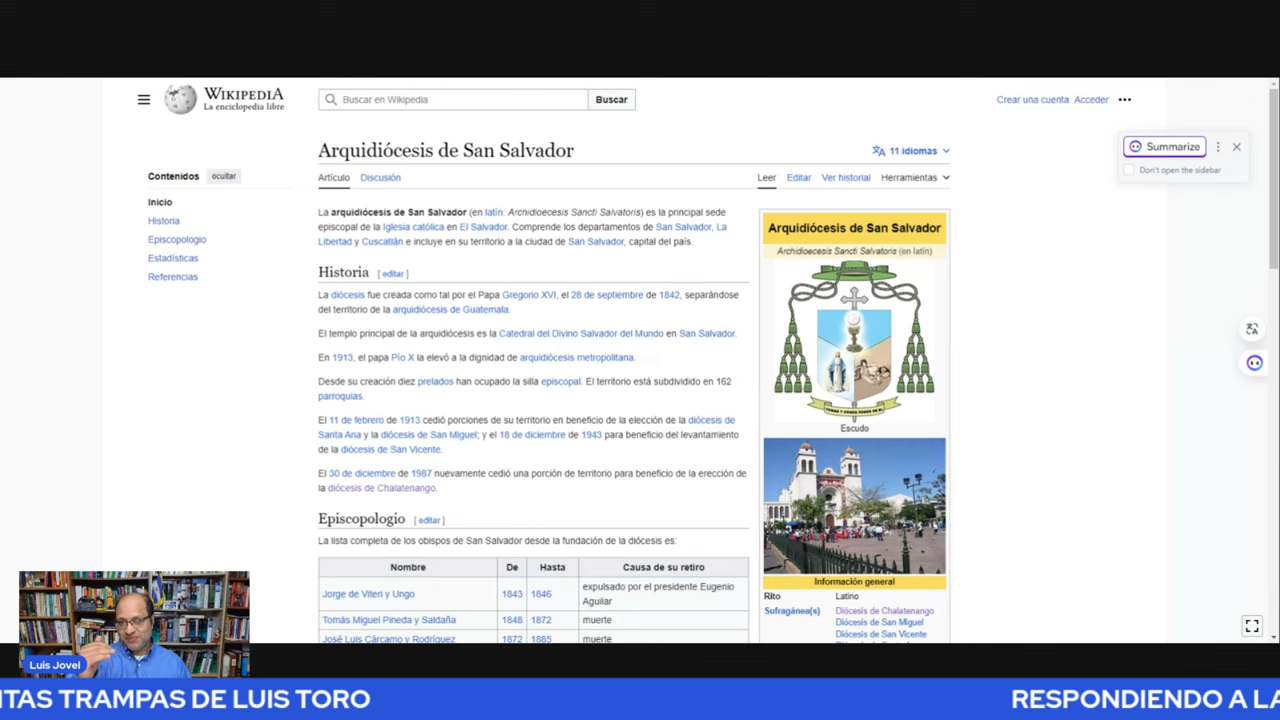 WIKIPEDIA
La enciclopedia libre
Buscar en Wikipedia
Buscar
Crear una cuenta Acceder
Summarize
Don't open the sidebar
Contenidos ocultar
Inicio
Historia
Episcopologio
Estadísticas
Referencias
Arquidiócesis de San Salvador
11 idiomas
Artículo Discusión
Leer Editar Ver historial Herramientas
La arquidiócesis de San Salvador (en latín: Archidioecesis Sancti Salvatoris) es la principal sede
episcopal de la Iglesia católica en El Salvador. Comprende los departamentos de San Salvador, La
Libertad y Cuscatlán e incluye en su territorio a la ciudad de San Salvador, capital del país.
Historia [ editar ]
La diócesis fue creada como tal por el Papa Gregorio XVI, el 28 de septiembre de 1842, separándose
del territorio de la arquidiócesis de Guatemala.
El templo principal de la arquidiócesis es la Catedral del Divino Salvador del Mundo en San Salvador.
En 1913, el papa Pío X la elevó a la dignidad de arquidiócesis metropolitana.
Desde su creación diez prelados han ocupado la silla episcopal. El territorio está subdividido en 162
parroquias.
El 11 de febrero de 1913 cedió porciones de su territorio en beneficio de la elección de la diócesis de
Santa Ana y la diócesis de San Miguel; y el 18 de diciembre de 1943 para beneficio del levantamiento
de la diócesis de San Vicente.
El 30 de diciembre de 1987 nuevamente cedió una porción de territorio para beneficio de la erección de
la diócesis de Chalatenango.
Episcopologio [ editar ]
La lista completa de los obispos de San Salvador desde la fundación de la diócesis es:
Nombre De Hasta Causa de su retiro
Jorge de Viteri y Ungo 1843 1846 expulsado por el presidente Eugenio
Aguilar
Tomás Miguel Pineda y Saldaña 1848 1872 muerte
José Luis Cárcamo y Rodríguez 1872 1885 muerte
Arquidiócesis de San Salvador
Archidioecesis Sancti Salvatoris (en latín)
Escudo
Información general
Rito Latino
Sufragánea(s) Diócesis de Chalatenango
Diócesis de San Miguel
Diócesis de San Vicente
Luis Jovel
ITAS TRAMPAS DE LUIS TORO
RESPONDIENDO A LA